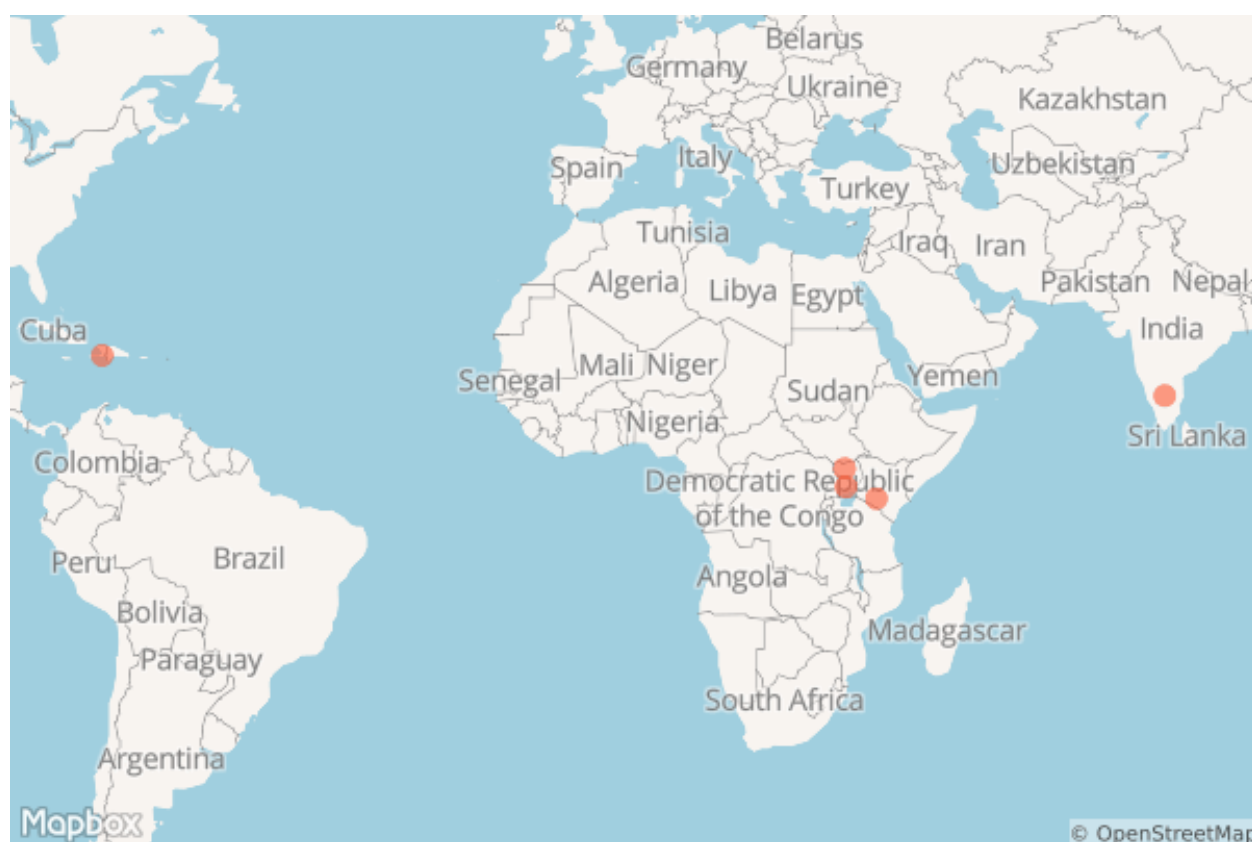 Belarus
Germany
Ukraine
Kazakhstan
Spain
Italy
Uzbekistan
Turkey
Tunisia
Iraq
Iran
Algeria
Libya
Egypt
Pakistan
Nepal
Cuba
India
Senegal
Mali
Niger
Sudan
Yemen
Nigeria
Sri Lanka
Colombia
Democratic Republic
of the Congo
Peru
Brazil
Angola
Bolivia
Madagascar
Paraguay
South Africa
Argentina
Mapbox
© OpenStreetMap